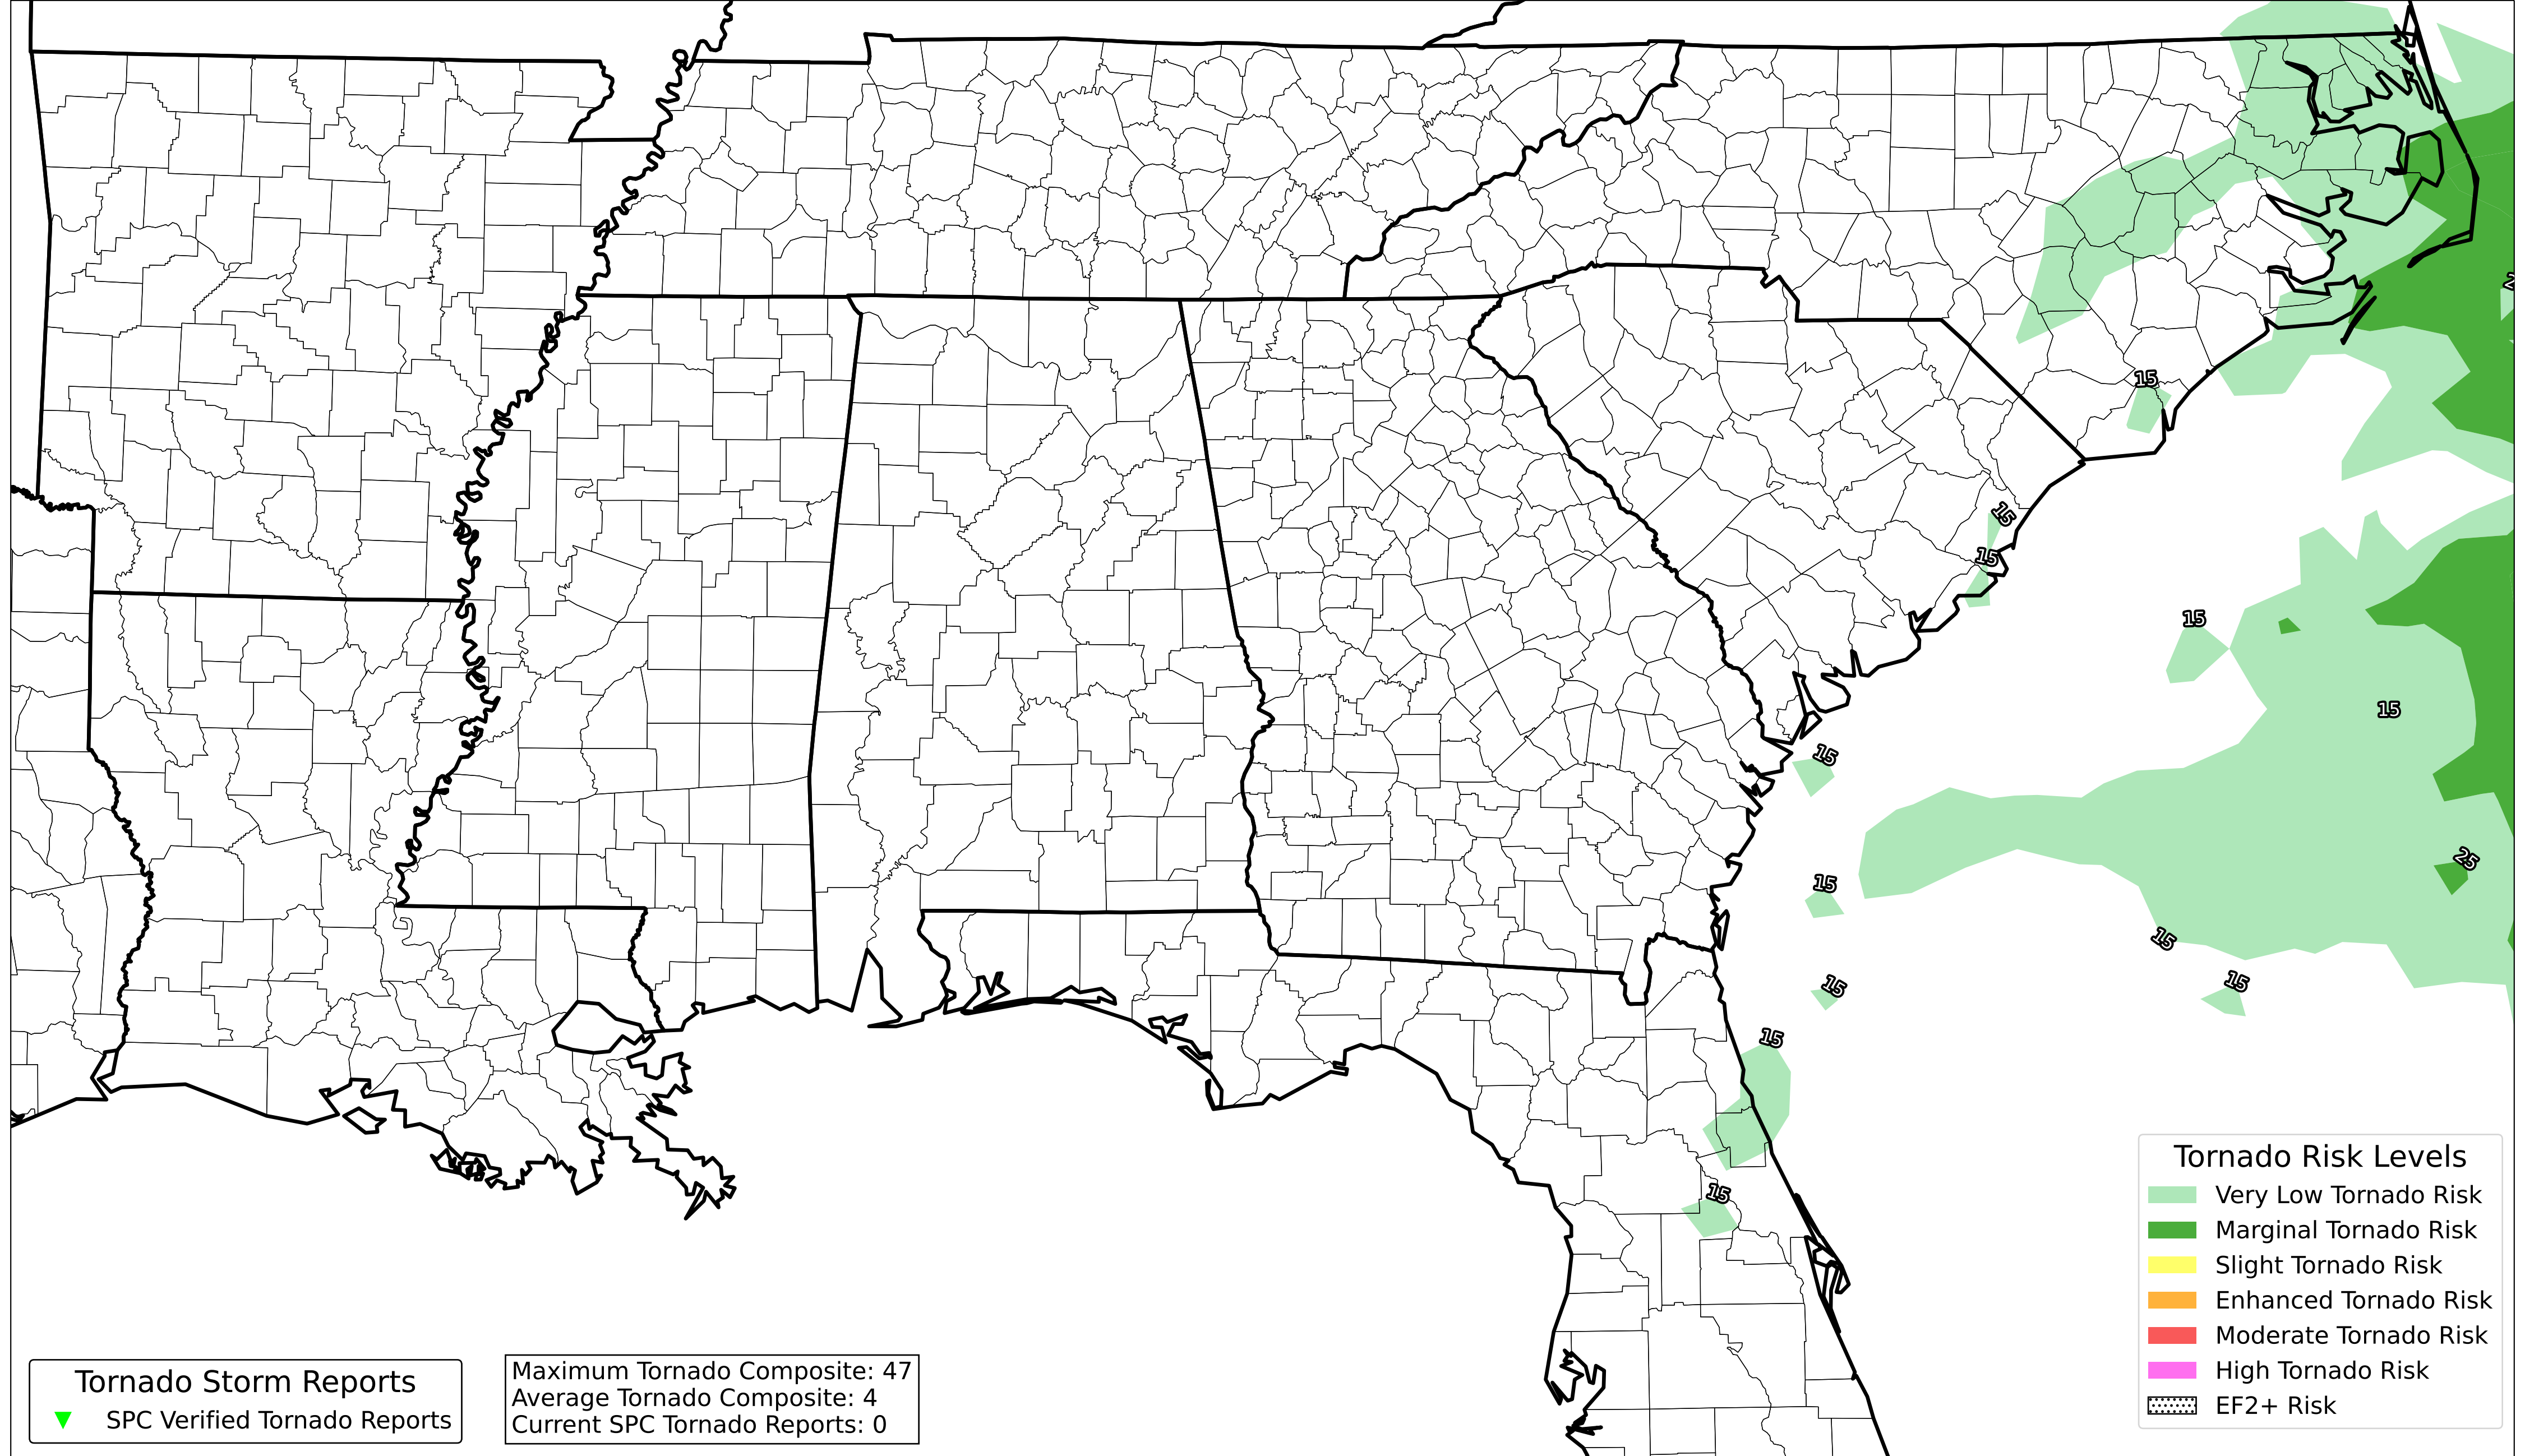 15
15
15
15
15
15
25
15
15
15
15
15
15
Tornado Risk Levels
Very Low Tornado Risk
Marginal Tornado Risk
Slight Tornado Risk
Enhanced Tornado Risk
Moderate Tornado Risk
High Tornado Risk
EF2+ Risk
Tornado Storm Reports
SPC Verified Tornado Reports
Maximum Tornado Composite: 47
Average Tornado Composite: 4
Current SPC Tornado Reports: 0